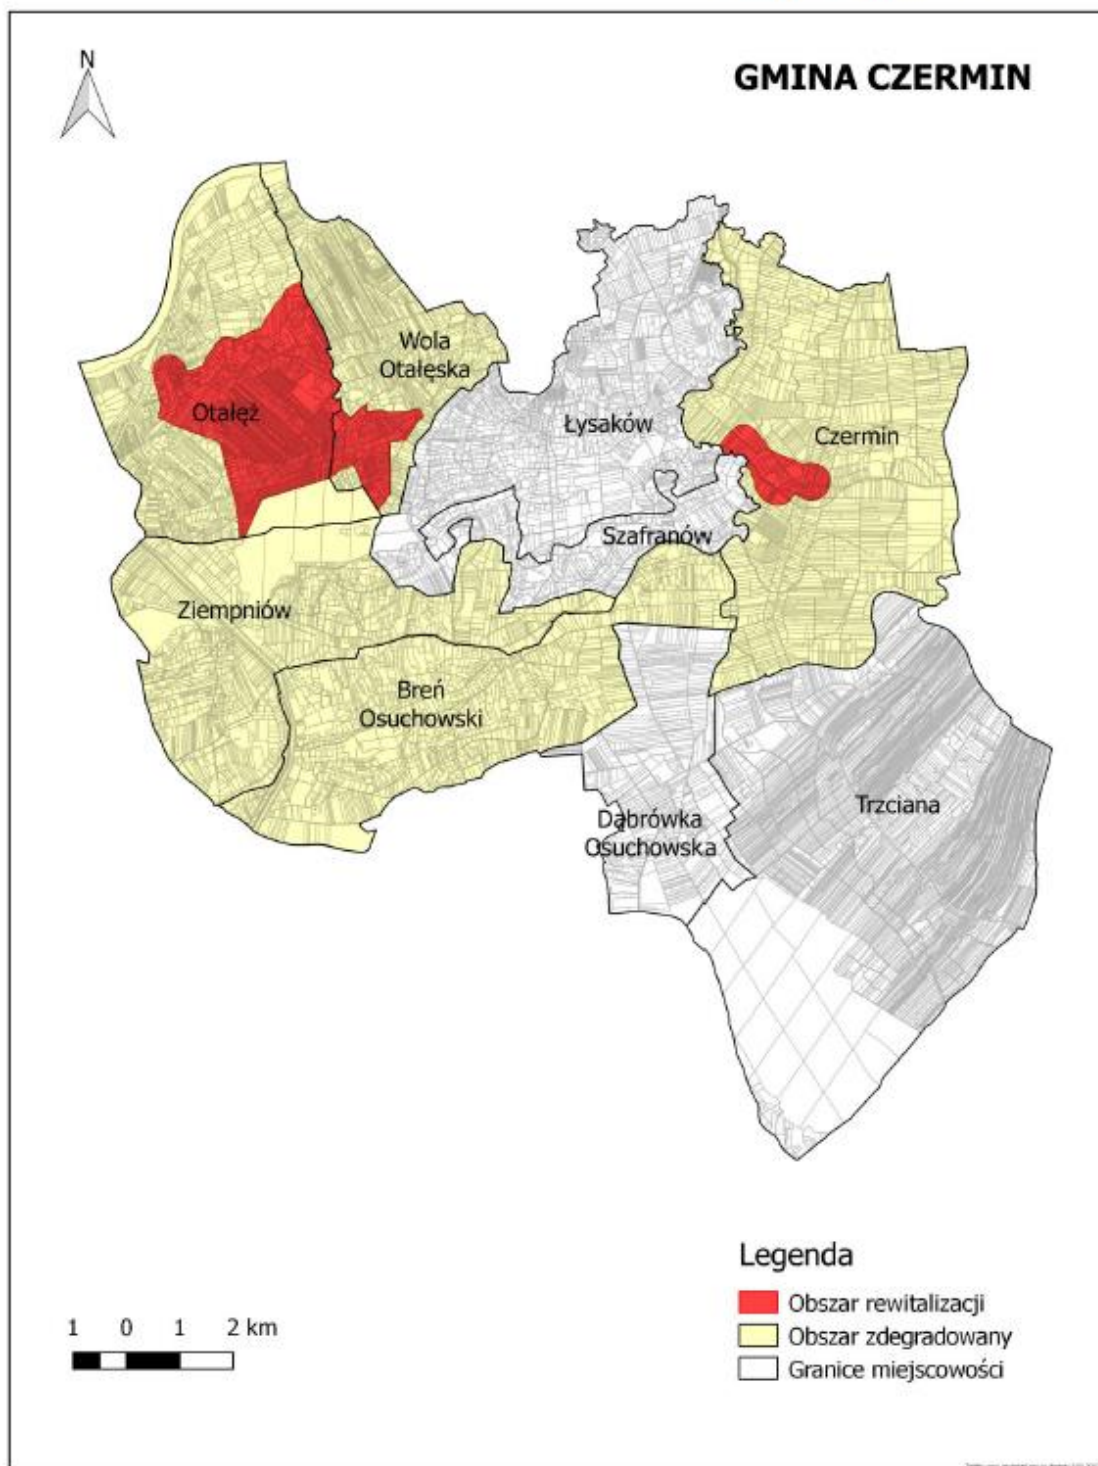 N
GMINA CZERMIN
Wola
Otałęska
Otałęż
Łysaków
Czermin
Szafranów
Ziempniów
Breń
Osuchowski
Dąbrówka
Osuchowska
Trzciana
Legenda
Obszar rewitalizacji
Obszar zdegradowany
Granice miejscowości
1 0 1 2 km